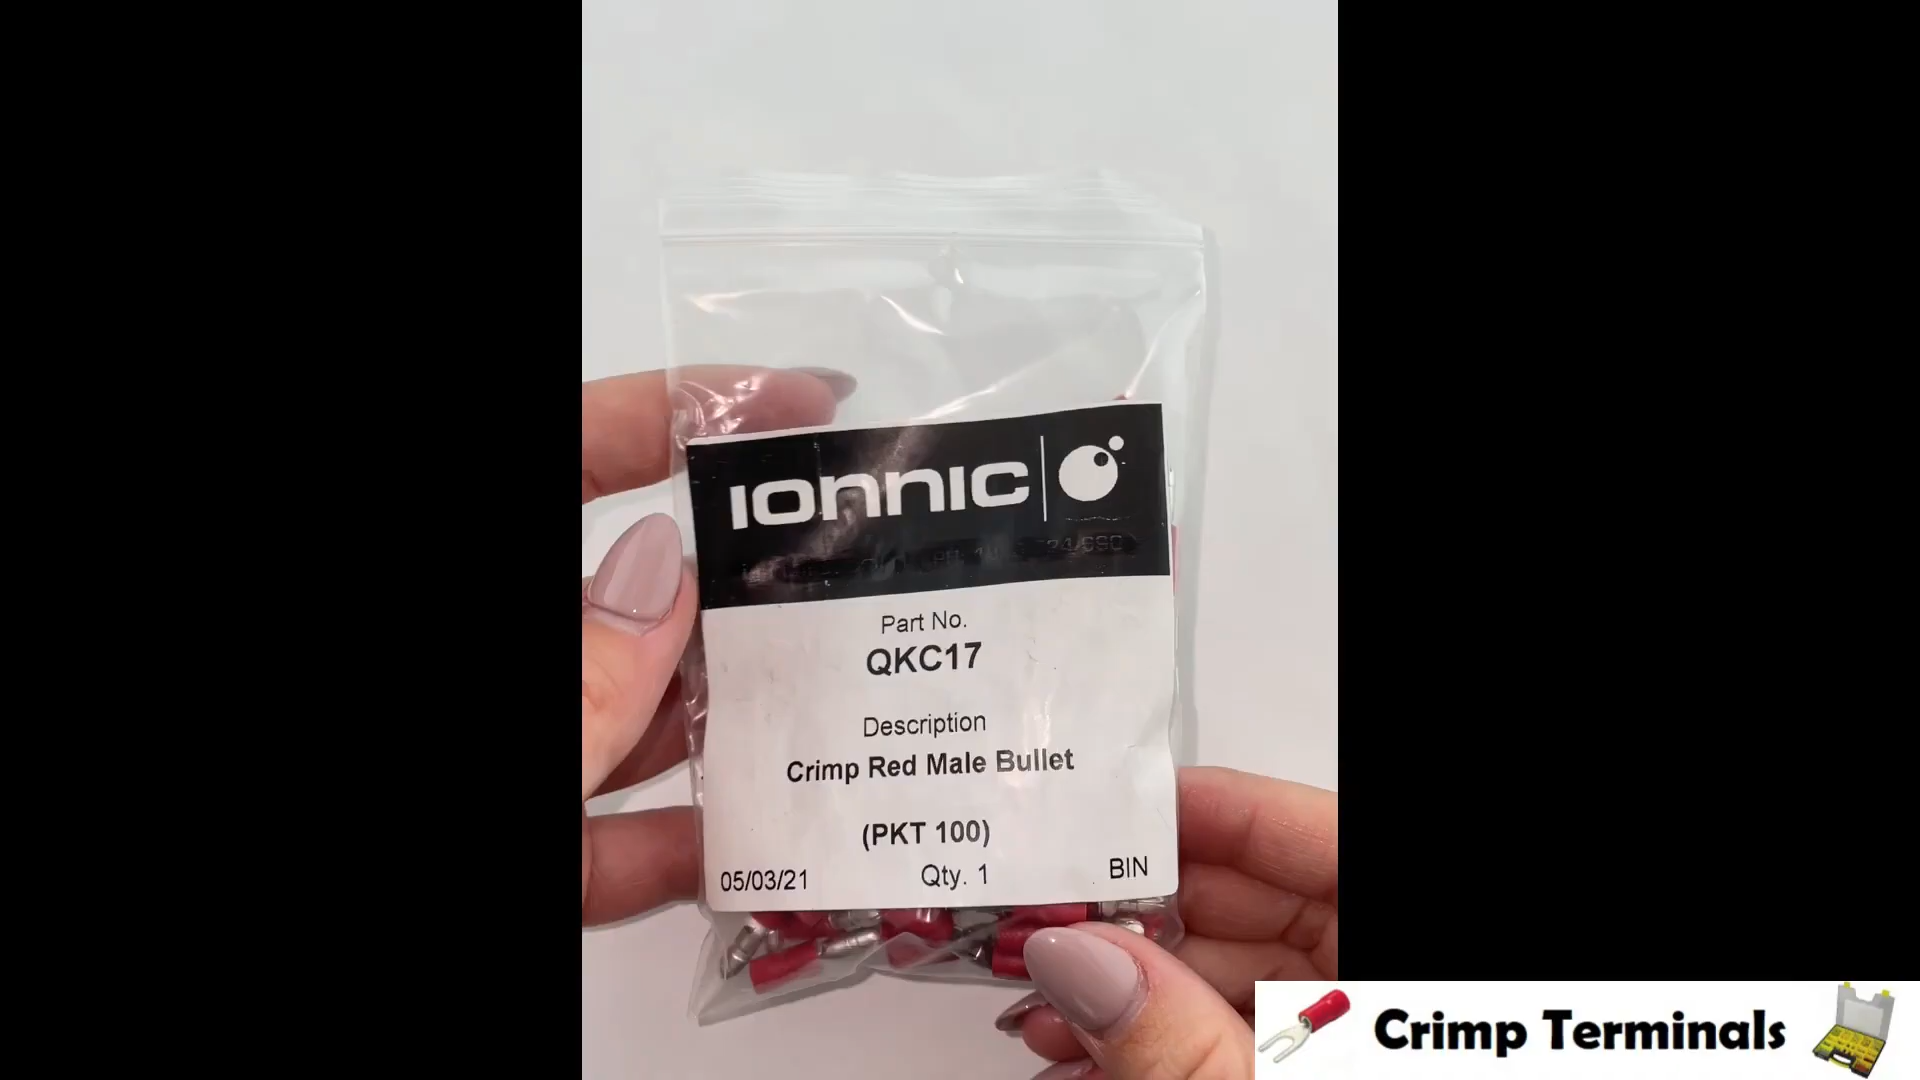 IONNIC
Part No.
QKC17
Description
Crimp Red Male Bullet
(PKT 100)
05/03/21 Qty. 1 BIN
Crimp Terminals